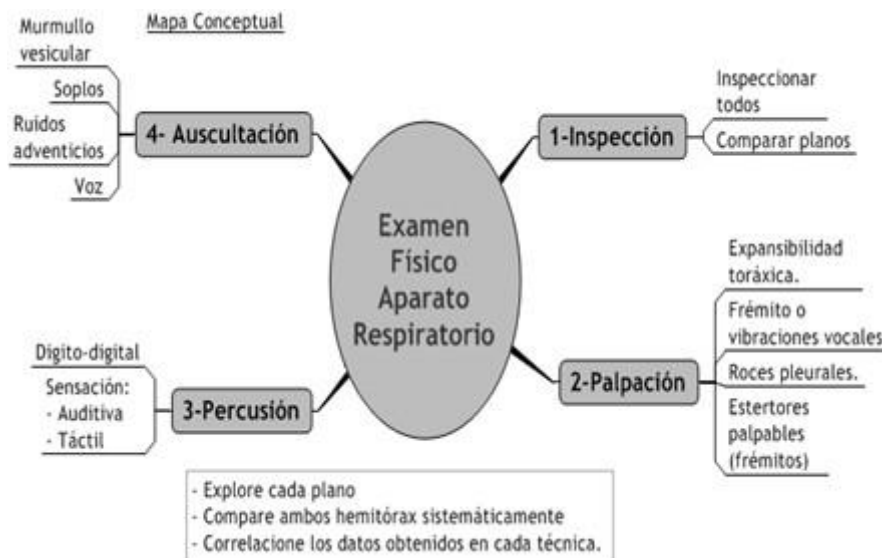 Mapa Conceptual
Murmullo
vesicular
Soplos
Ruidos
adventicios
Voz
4- Auscultación
1-Inspección
Inspeccionar
todos
Comparar planos
Examen
Físico
Aparato
Respiratorio
Expansibilidad
toráxica.
Frémito o
vibraciones vocales
Roces pleurales.
Estertores
palpables
(frémitos)
2-Palpación
Digito-digital
Sensación:
- Auditiva
- Táctil
3-Percusión
- Explore cada plano
- Compare ambos hemitórax sistemáticamente
- Correlacione los datos obtenidos en cada técnica.